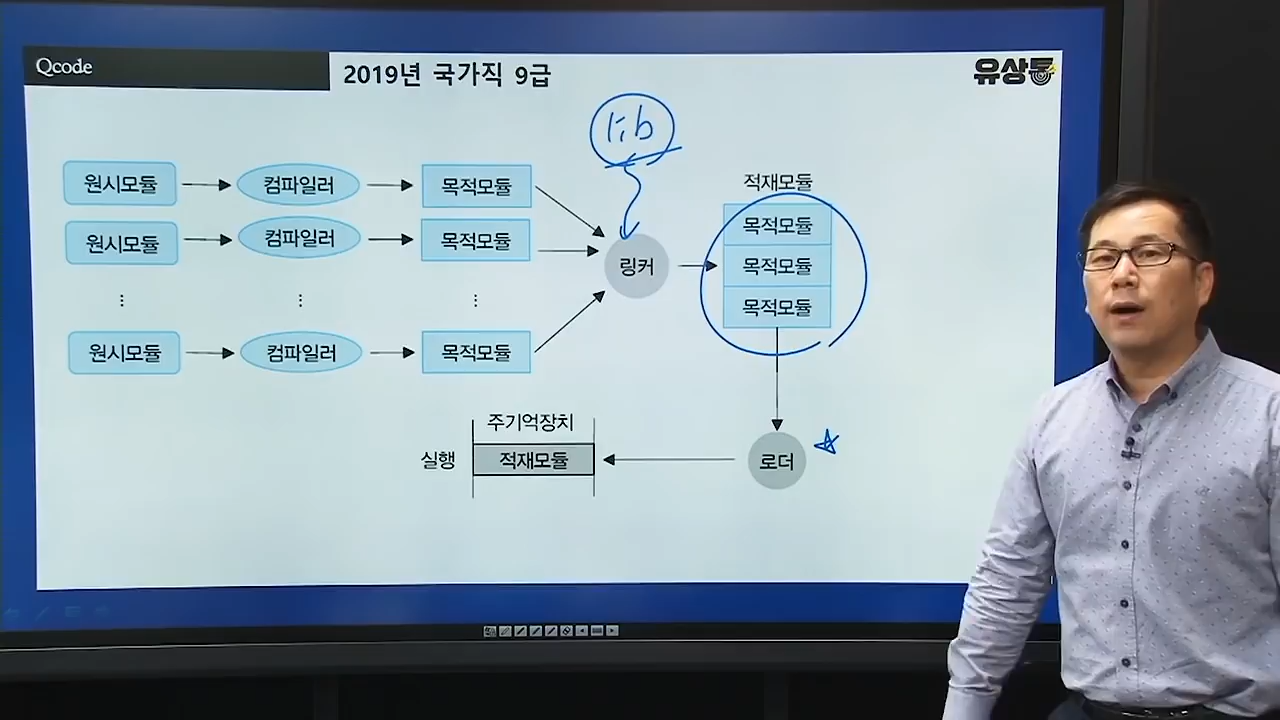 Qcode
2019년 국가직 9급
유상통
lib
적재모듈
원시모듈 컴파일러 목적모듈
원시모듈 컴파일러 목적모듈
⋮ ⋮ ⋮
원시모듈 컴파일러 목적모듈
링커
목적모듈
목적모듈
목적모듈
주기억장치
실행 적재모듈
로더